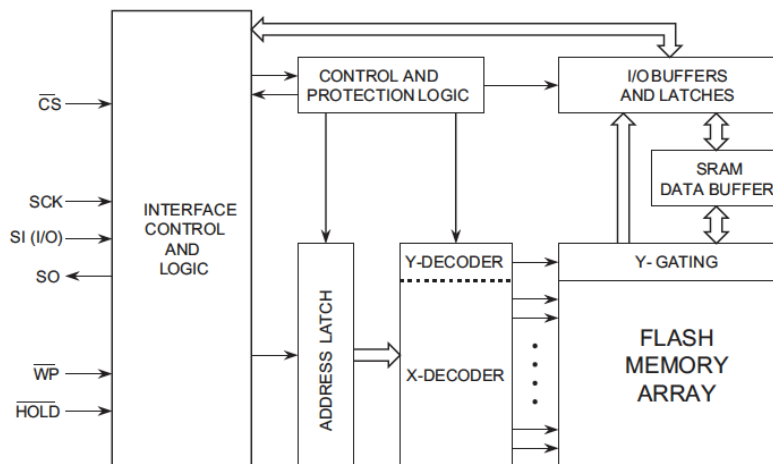 CS
SCK
SI (I/O)
SO
WP
HOLD
INTERFACE
CONTROL
AND
LOGIC
CONTROL AND
PROTECTION LOGIC
I/O BUFFERS
AND LATCHES
SRAM
DATA BUFFER
ADDRESS LATCH
Y-DECODER
X-DECODER
Y- GATING
FLASH
MEMORY
ARRAY